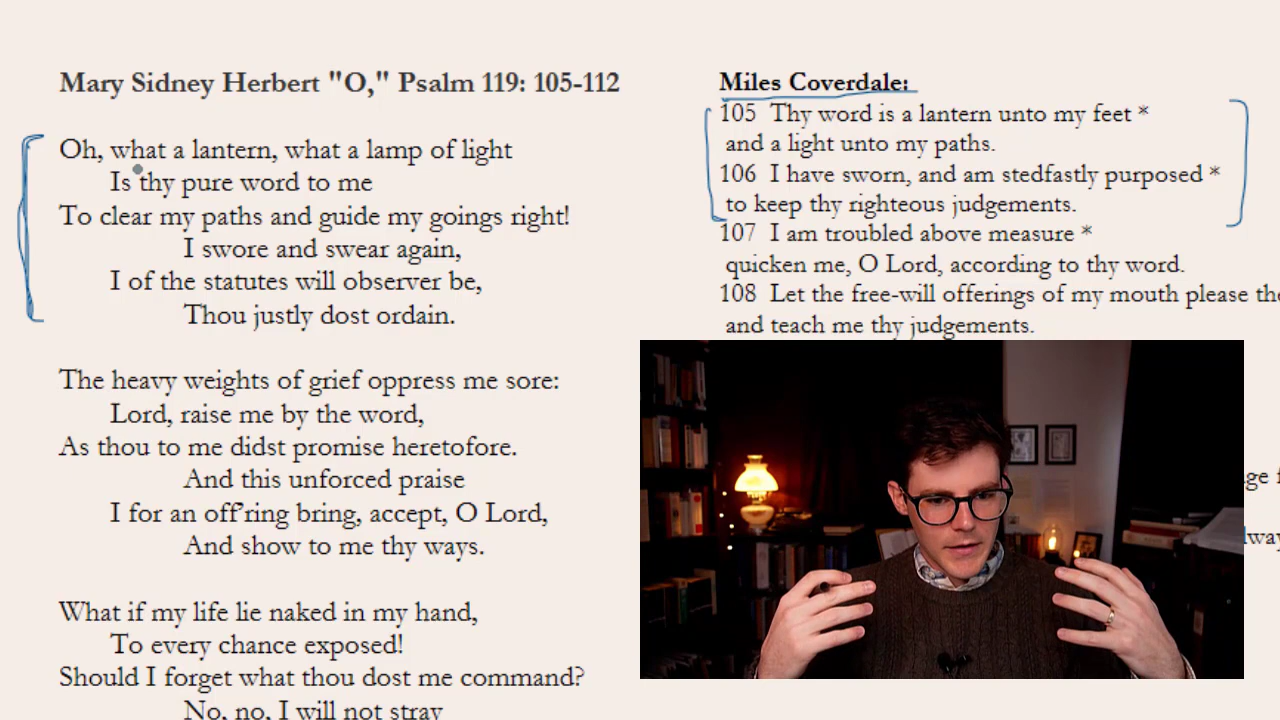 Mary Sidney Herbert "O," Psalm 119: 105-112
Oh, what a lantern, what a lamp of light
Is thy pure word to me
To clear my paths and guide my goings right!
I swore and swear again,
I of the statutes will observer be,
Thou justly dost ordain.
The heavy weights of grief oppress me sore:
Lord, raise me by the word,
As thou to me didst promise heretofore.
And this unforced praise
I for an off'ring bring, accept, O Lord,
And show to me thy ways.
What if my life lie naked in my hand,
To every chance exposed!
Should I forget what thou dost me command?
No, no, I will not stray
Miles Coverdale:
105 Thy word is a lantern unto my feet *
and a light unto my paths.
106 I have sworn, and am stedfastly purposed *
to keep thy righteous judgements.
107 I am troubled above measure *
quicken me, O Lord, according to thy word.
108 Let the free-will offerings of my mouth please
and teach me thy judgements.